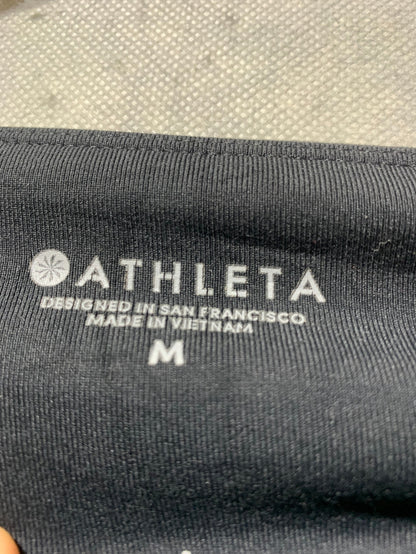 ATHLETA
DESIGNED IN SAN FRANCISCO
MADE IN VIETNAM
M